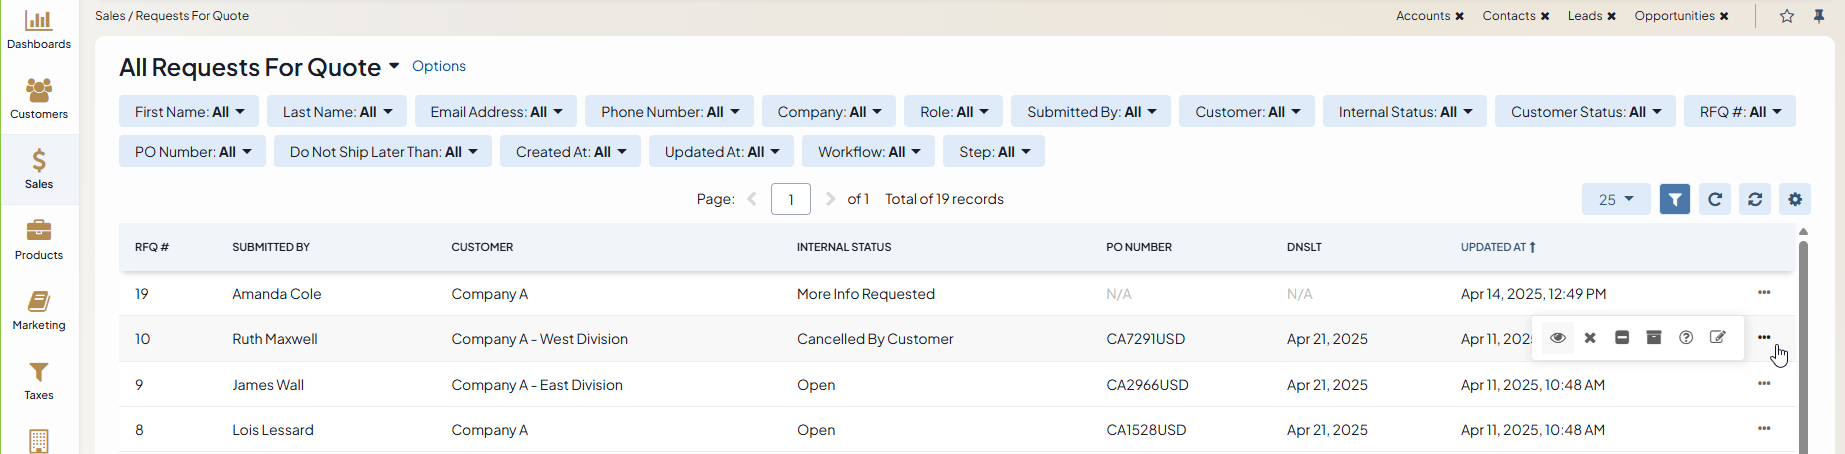 Dashboards
Customers
Sales
Products
Marketing
Taxes
Sales / Requests For Quote
Accounts ✖ Contacts ✖ Leads ✖ Opportunities ✖
All Requests For Quote Options
First Name: All Last Name: All Email Address: All Phone Number: All Company: All Role: All Submitted By: All Customer: All Internal Status: All Customer Status: All RFQ #: All
PO Number: All Do Not Ship Later Than: All Created At: All Updated At: All Workflow: All Step: All
Page: 1 of 1 Total of 19 records 25
RFQ # SUBMITTED BY CUSTOMER INTERNAL STATUS PO NUMBER DNSLT UPDATED AT
19 Amanda Cole Company A More Info Requested N/A N/A Apr 14, 2025, 12:49 PM
10 Ruth Maxwell Company A - West Division Cancelled By Customer CA7291USD Apr 21, 2025 Apr 11, 202
9 James Wall Company A - East Division Open CA2966USD Apr 21, 2025 Apr 11, 2025, 10:48 AM
8 Lois Lessard Company A Open CA1528USD Apr 21, 2025 Apr 11, 2025, 10:48 AM